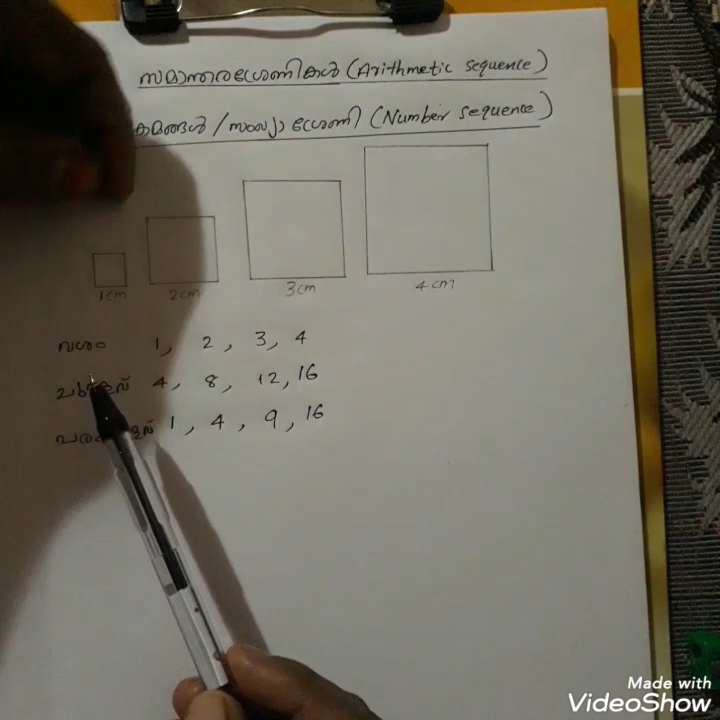 സമാന്തരശ്രേണികൾ (Arithmetic sequence)
/ സംഖ്യാ ശ്രേണി (Number sequence)
1cm 2cm 3cm 4cm
വശം 1, 2, 3, 4
4, 8, 12, 16
1, 4, 9, 16
Made with
VideoShow